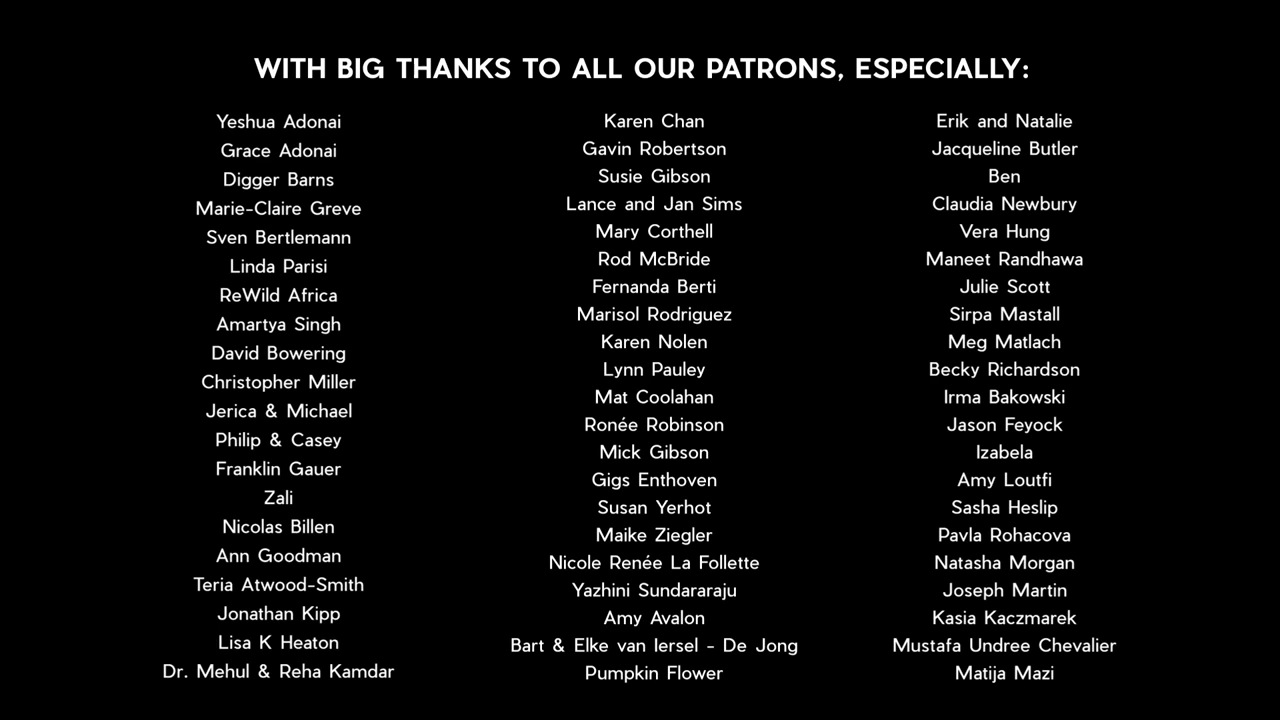 WITH BIG THANKS TO ALL OUR PATRONS, ESPECIALLY:
Yeshua Adonai
Grace Adonai
Digger Barns
Marie-Claire Greve
Sven Bertlemann
Linda Parisi
ReWild Africa
Amartya Singh
David Bowering
Christopher Miller
Jerica & Michael
Philip & Casey
Franklin Gauer
Zali
Nicolas Billen
Ann Goodman
Teria Atwood-Smith
Jonathan Kipp
Lisa K Heaton
Dr. Mehul & Reha Kamdar
Karen Chan
Gavin Robertson
Susie Gibson
Lance and Jan Sims
Mary Corthell
Rod McBride
Fernanda Berti
Marisol Rodriguez
Karen Nolen
Lynn Pauley
Mat Coolahan
Ronée Robinson
Mick Gibson
Gigs Enthoven
Susan Yerhot
Maike Ziegler
Nicole Renée La Follette
Yazhini Sundararaju
Amy Avalon
Bart & Elke van Iersel - De Jong
Pumpkin Flower
Erik and Natalie
Jacqueline Butler
Ben
Claudia Newbury
Vera Hung
Maneet Randhawa
Julie Scott
Sirpa Mastall
Meg Matlach
Becky Richardson
Irma Bakowski
Jason Feyock
Izabela
Amy Loutfi
Sasha Heslip
Pavla Rohacova
Natasha Morgan
Joseph Martin
Kasia Kaczmarek
Mustafa Undree Chevalier
Matija Mazi